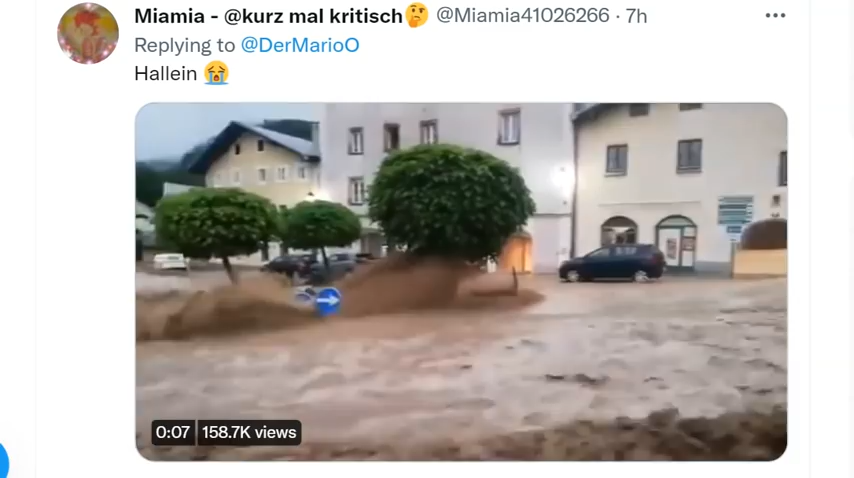 Miamia - @kurz mal kritisch🤔 @Miamia41026266 · 7h
Replying to @DerMarioO
Hallein 😭
0:07 158.7K views